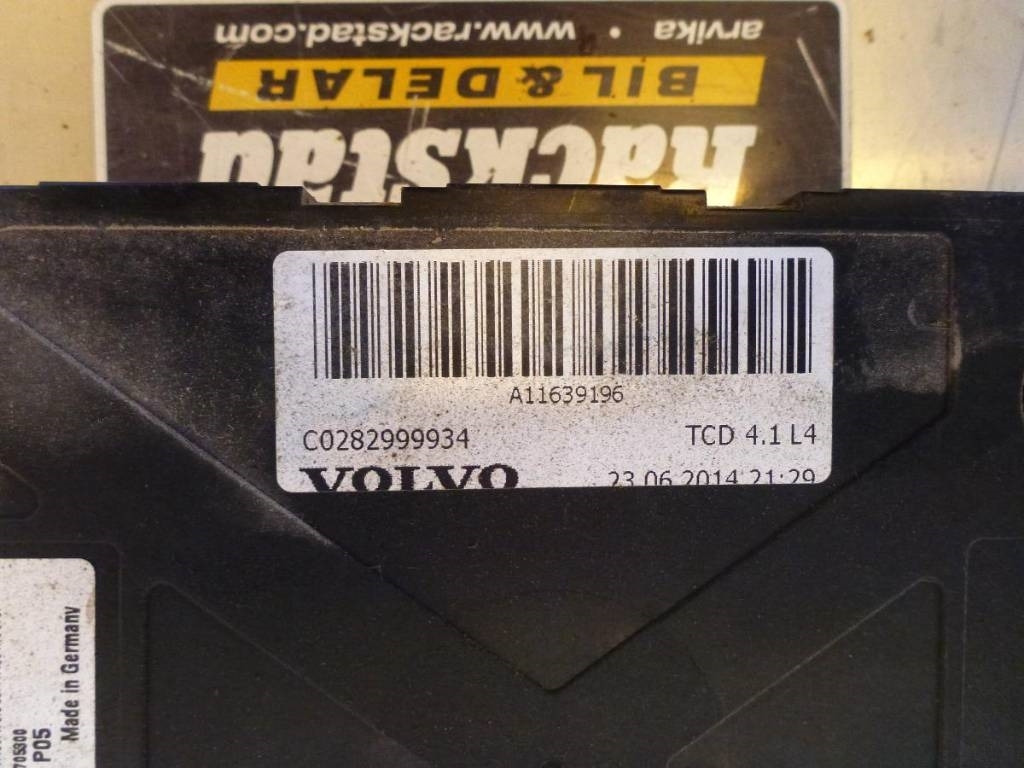 arvika • www.rackstad.com
BIL & DELAR
Rackstad
A11639196
C0282999934 TCD 4.1 L4
VOLVO 23.06.2014 21:29
P05
Made in Germany